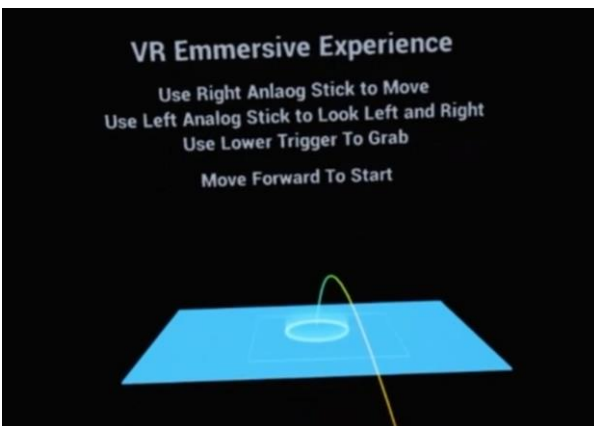 VR Emmersive Experience
Use Right Anlaog Stick to Move
Use Left Analog Stick to Look Left and Right
Use Lower Trigger To Grab
Move Forward To Start